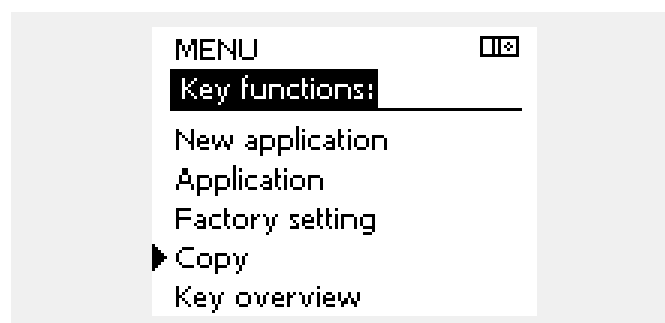 MENU
Key functions:
New application
Application
Factory setting
Copy
Key overview